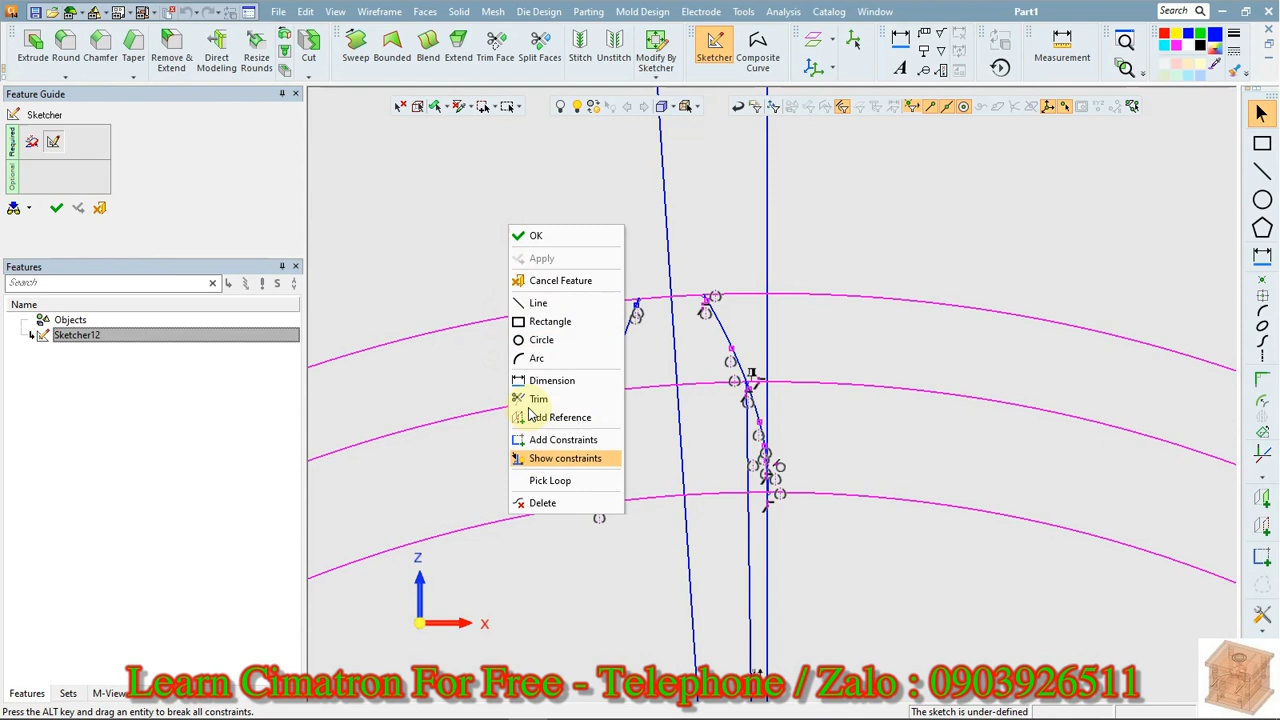 File Edit View Wireframe Faces Solid Mesh Die Design Parting Mold Design Electrode Tools Analysis Catalog Window Part1 Search
Extrude Round Chamfer Taper Remove & Extend Direct Modeling Resize Rounds Cut Sweep Bounded Blend Extend Trim Face Split Faces Stitch Unstitch Modify By Sketcher Sketcher Composite Curve Measurement
Feature Guide
Sketcher
Required
Optional
Features
Search
Name
Objects
Sketcher12
OK
Apply
Cancel Feature
Line
Rectangle
Circle
Arc
Dimension
Trim
Add Reference
Add Constraints
Show constraints
Pick Loop
Delete
Z
X
Learn Cimatron For Free - Telephone / Zalo : 0903926511
Features Sets M-View
Press the ALT key and drag an entity to break all constraints. The sketch is under-defined